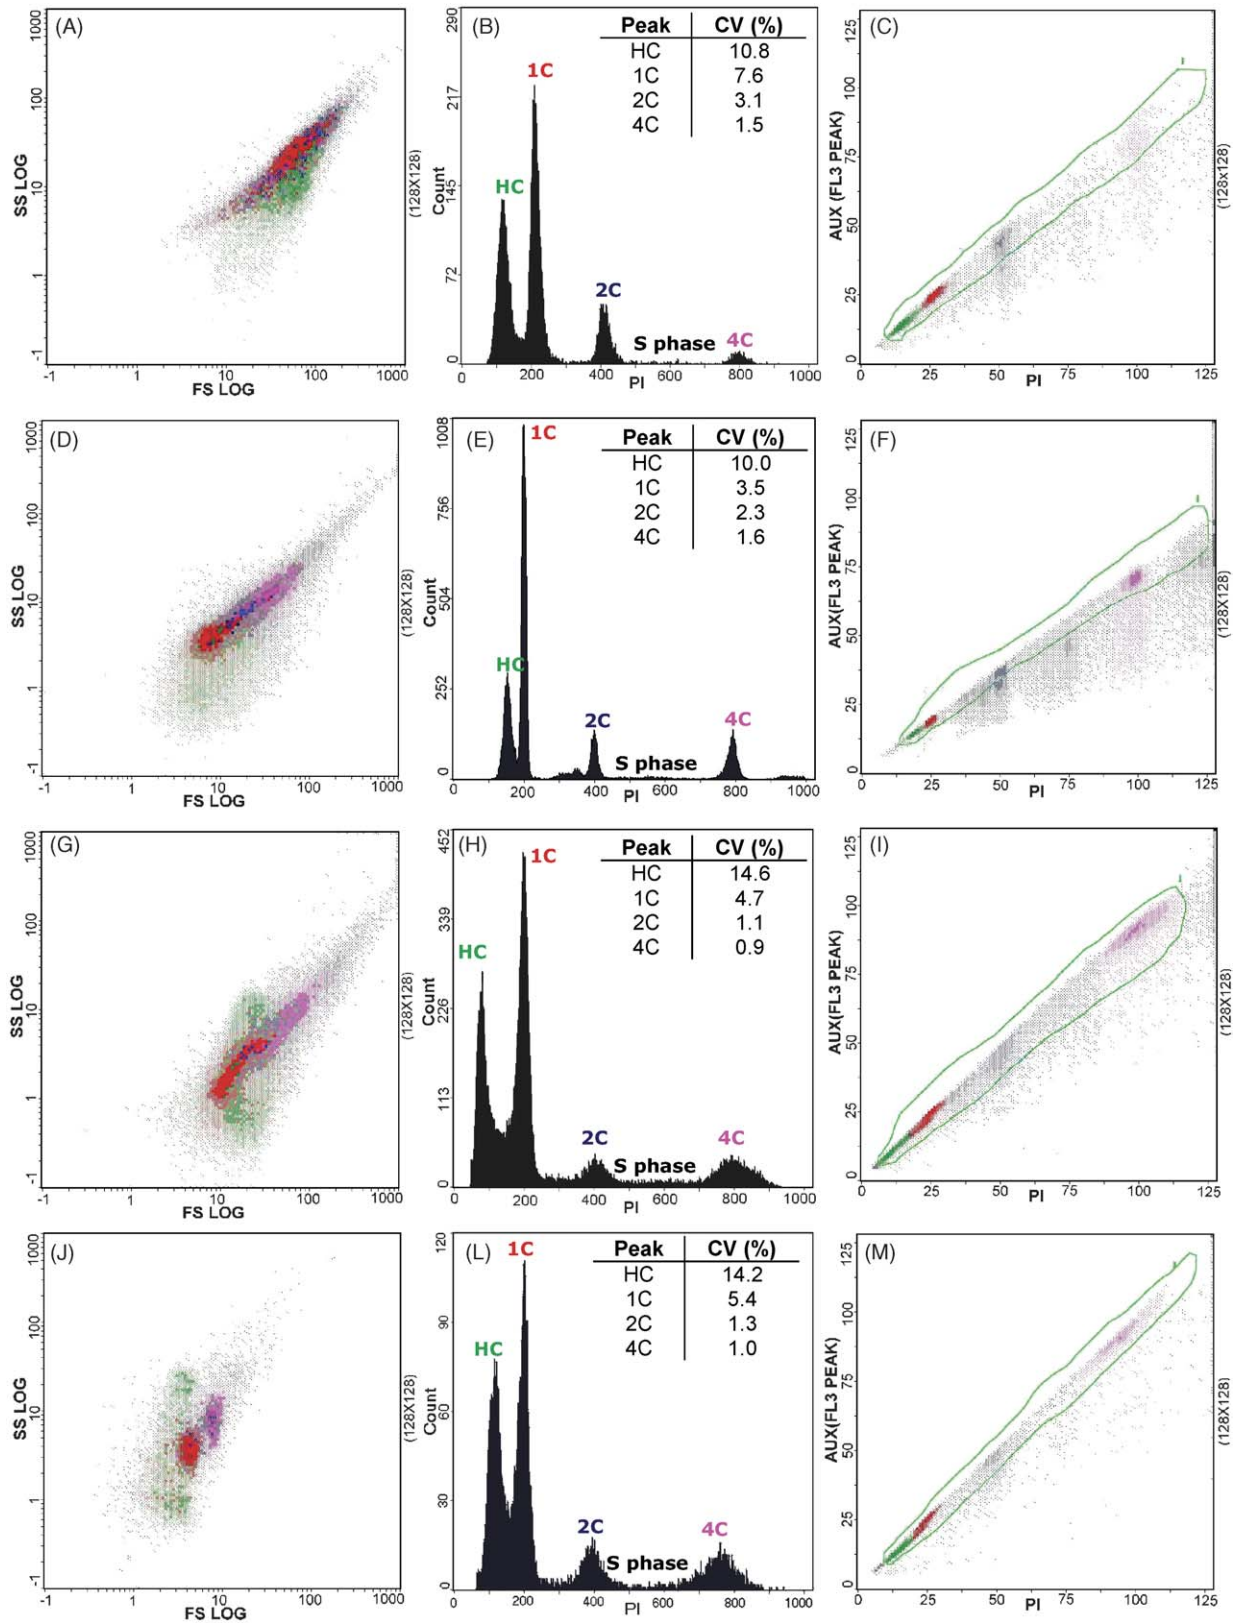 (A)
SS LOG
1000
100
10
1
-1
-1 1 10 100 1000
FS LOG
(128X128)
(B)
Count
290
217
145
72
0
HC
1C
2C
S phase
4C
Peak CV (%)
HC 10.8
1C 7.6
2C 3.1
4C 1.5
0 200 400 600 800 1000
PI
(C)
AUX (FL3 PEAK)
125
100
75
50
25
0
0 25 50 75 100 125
PI
(128X128)
(D)
SS LOG
1000
100
10
1
-1
-1 1 10 100 1000
FS LOG
(128X128)
(E)
Count
1008
756
504
252
0
HC
1C
2C
S phase
4C
Peak CV (%)
HC 10.0
1C 3.5
2C 2.3
4C 1.6
0 200 400 600 800 1000
PI
(F)
AUX(FL3 PEAK)
125
100
75
50
25
0
0 25 50 75 100 125
PI
(128X128)
(G)
SS LOG
1000
100
10
1
-1
-1 1 10 100 1000
FS LOG
(128X128)
(H)
Count
452
339
226
113
0
HC
1C
2C
S phase
4C
Peak CV (%)
HC 14.6
1C 4.7
2C 1.1
4C 0.9
0 200 400 600 800 1000
PI
(I)
AUX(FL3 PEAK)
125
100
75
50
25
0
0 25 50 75 100 125
PI
(128X128)
(J)
SS LOG
1000
100
10
1
-1
-1 1 10 100 1000
FS LOG
(128X128)
(L)
Count
120
90
60
30
0
HC
1C
2C
S phase
4C
Peak CV (%)
HC 14.2
1C 5.4
2C 1.3
4C 1.0
0 200 400 600 800 1000
PI
(M)
AUX(FL3 PEAK)
125
100
75
50
25
0
0 25 50 75 100 125
PI
(128X128)